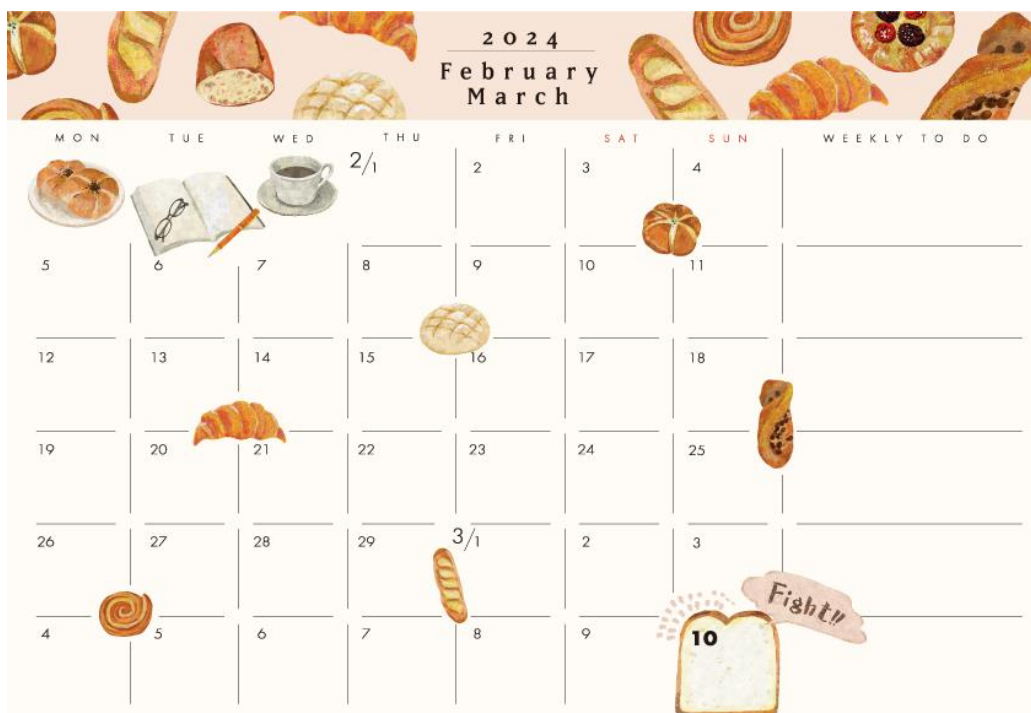 2024
February
March
MON TUE WED THU FRI SAT SUN WEEKLY TO DO
2/1 2 3 4
5 6 7 8 9 10 11
12 13 14 15 16 17 18
19 20 21 22 23 24 25
26 27 28 29 3/1 2 3
Fight!!
4 5 6 7 8 9 10